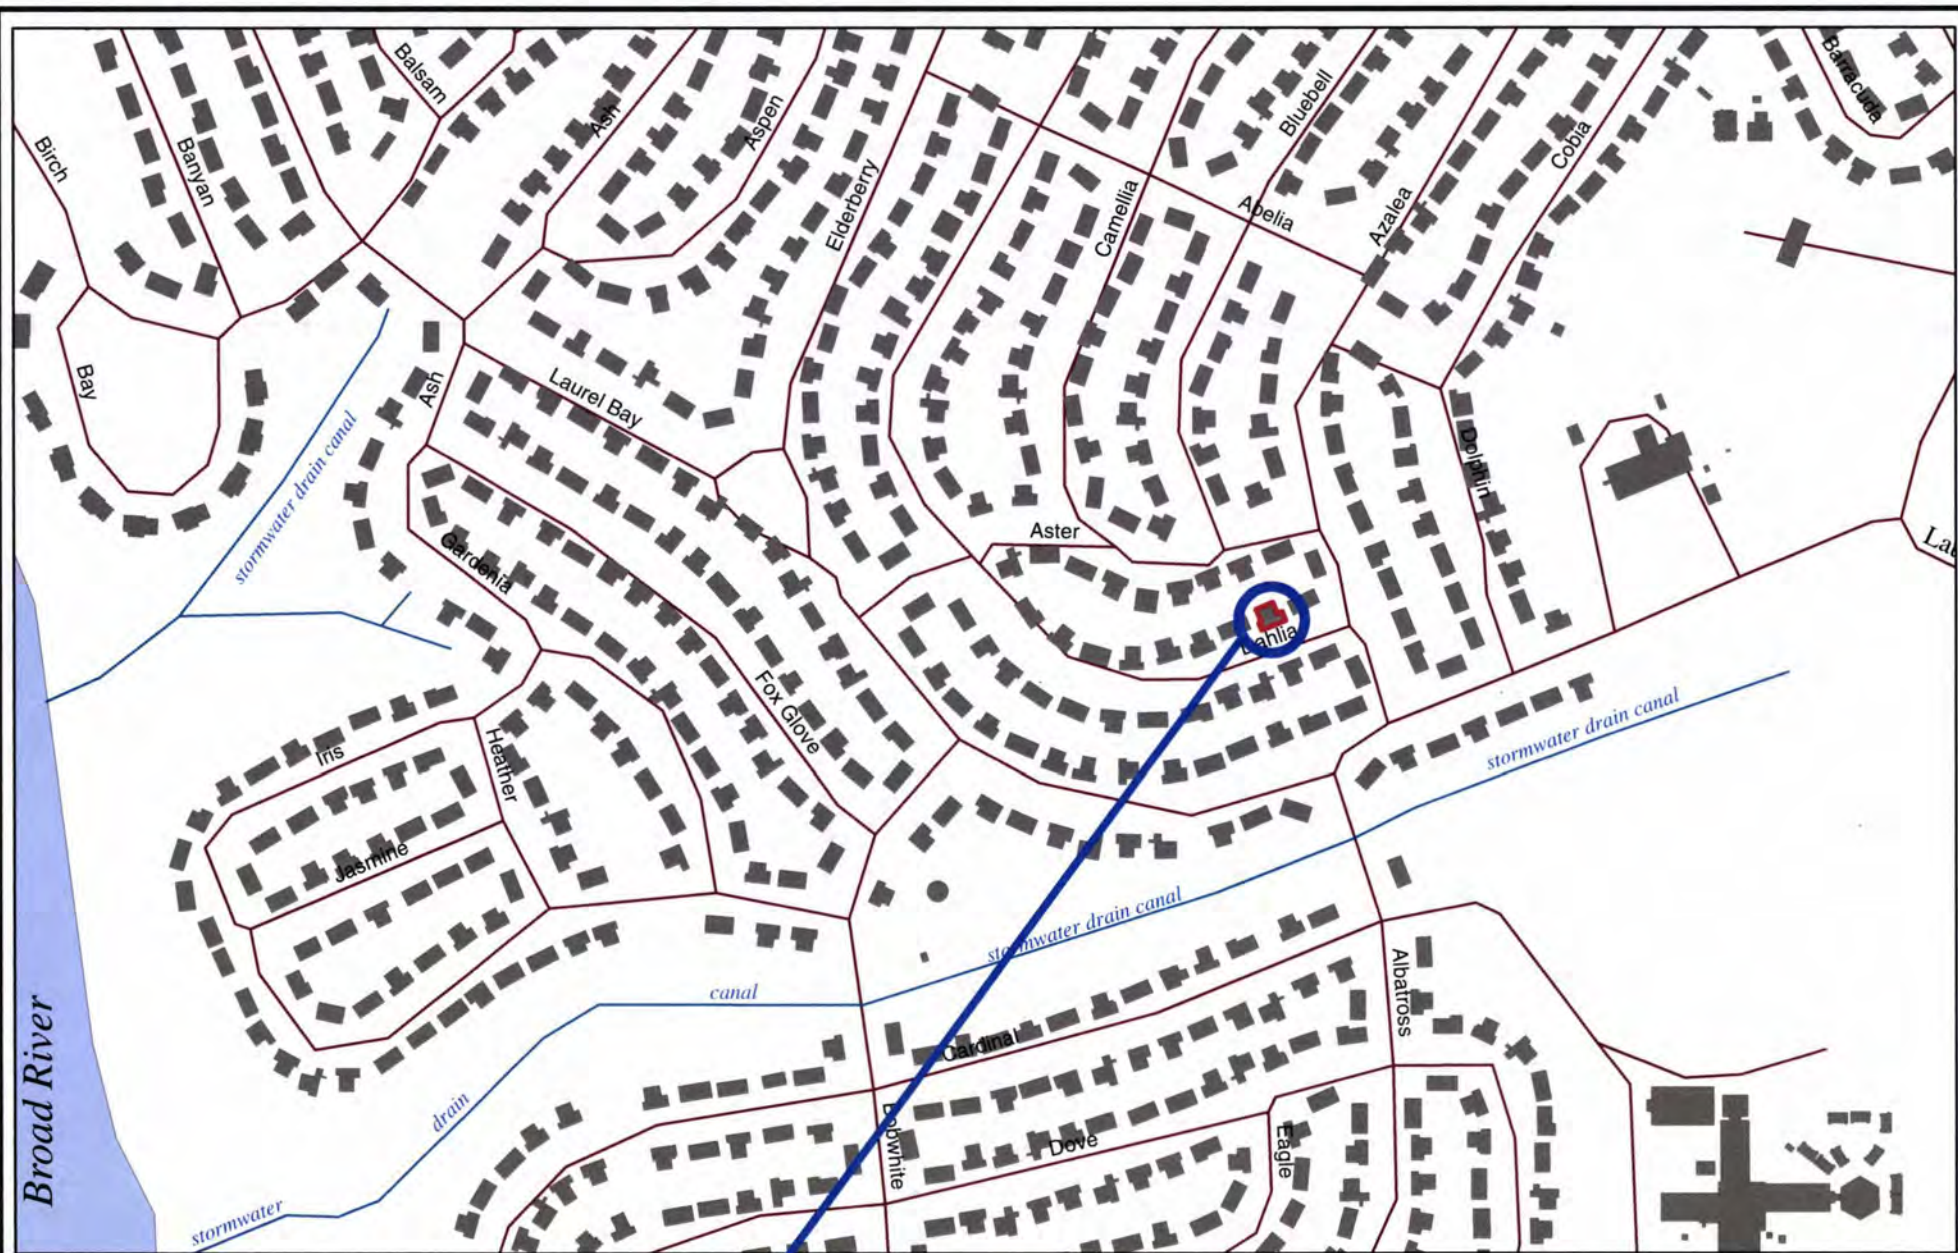 Balsam
Barracuda
Birch
Banyan
Ash
Aspen
Bluebell
Cobia
Elderberry
Camellia
Abelia
Azalea
Bay
Ash
Laurel Bay
stormwater drain canal
Dolphin
Gardenia
Aster
Dahlia
Fox Glove
Iris
Heather
Jasmine
stormwater drain canal
stormwater drain canal
canal
Cardinal
Albatross
Broad River
drain
Bobwhite
Dove
Eagle
stormwater